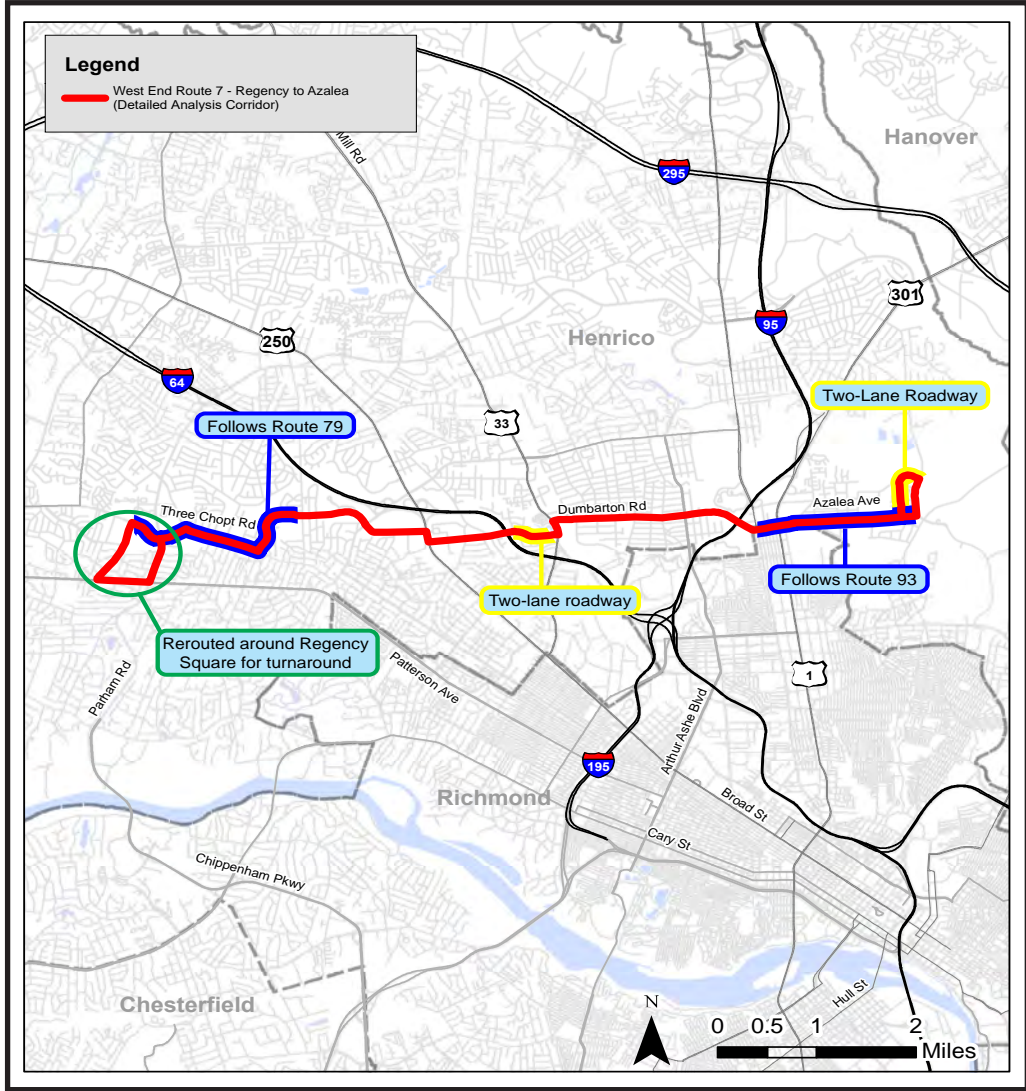 Legend
West End Route 7 - Regency to Azalea
(Detailed Analysis Corridor)
Mill Rd
Hanover
295
301
250
Henrico
95
64
Two-Lane Roadway
Follows Route 79
33
Three Chopt Rd
Dumbarton Rd
Azalea Ave
Follows Route 93
Two-lane roadway
Rerouted around Regency
Square for turnaround
Parham Rd
Patterson Ave
1
Arthur Ashe Blvd
195
Richmond
Broad St
Cary St
Chippenham Pkwy
Hull St
Chesterfield
N
0 0.5 1 2
Miles